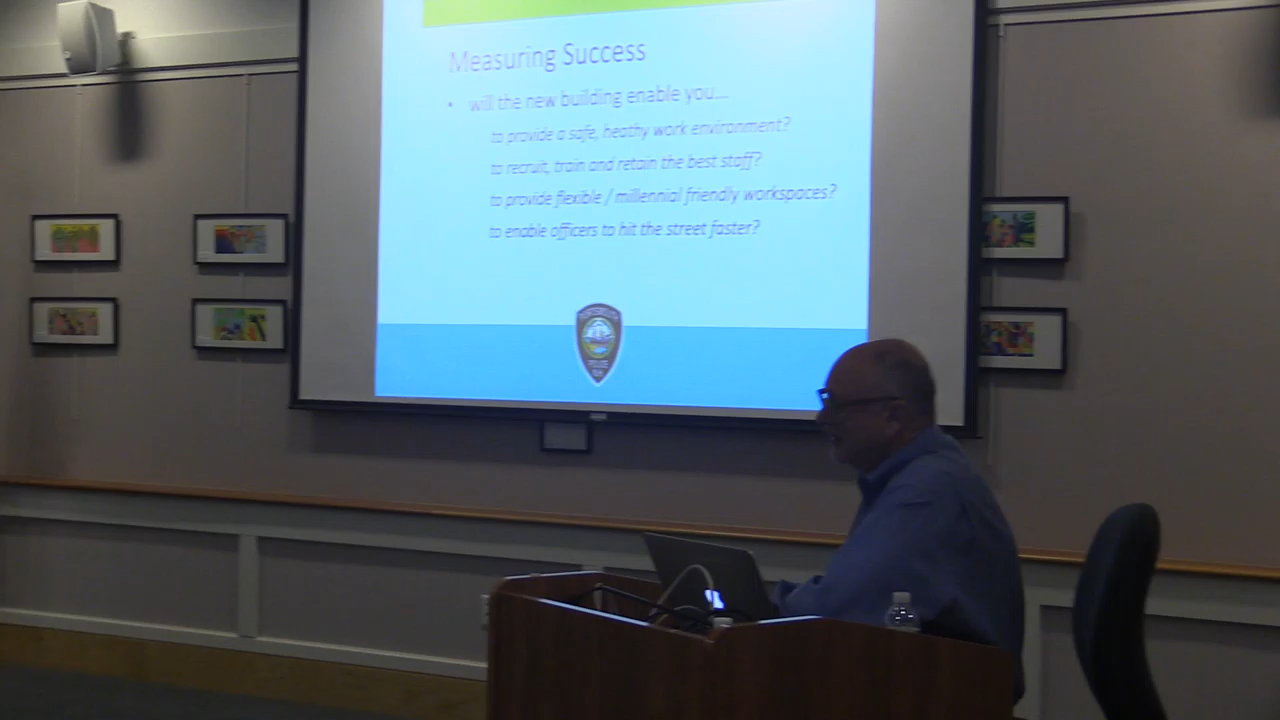 Measuring Success
• will the new building enable you...
to provide a safe, heathy work environment?
to recruit, train and retain the best staff?
to provide flexible / millennial friendly workspaces?
to enable officers to hit the street faster?
POLICE